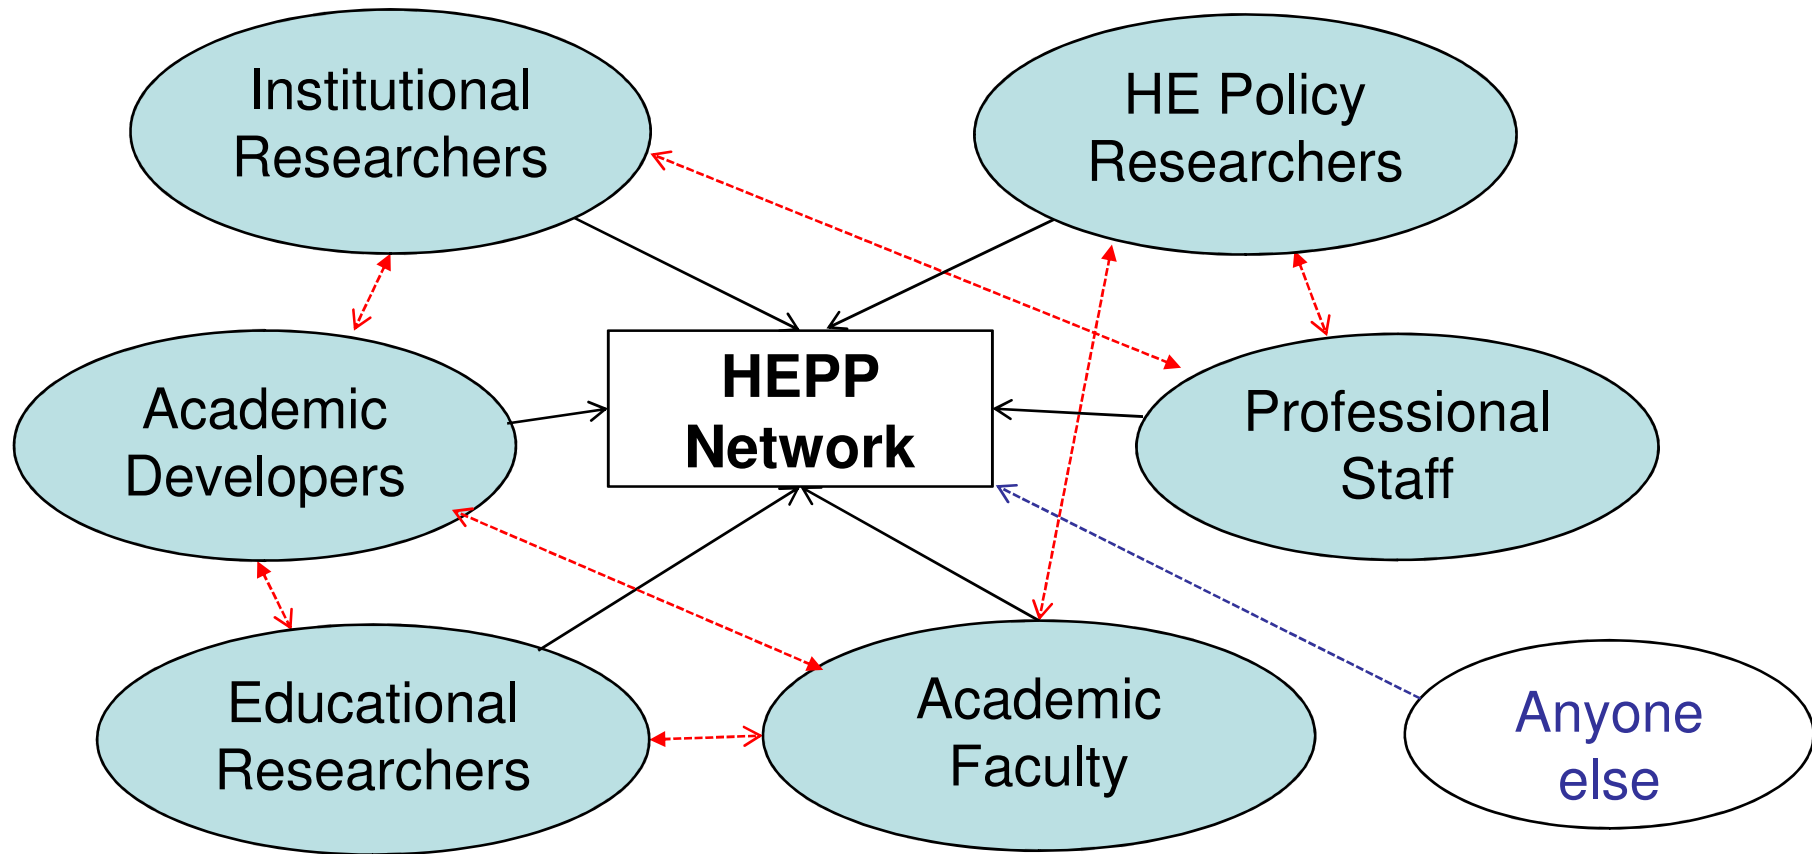 Institutional
Researchers
HE Policy
Researchers
HEPP
Network
Academic
Developers
Professional
Staff
Educational
Researchers
Academic
Faculty
Anyone
else